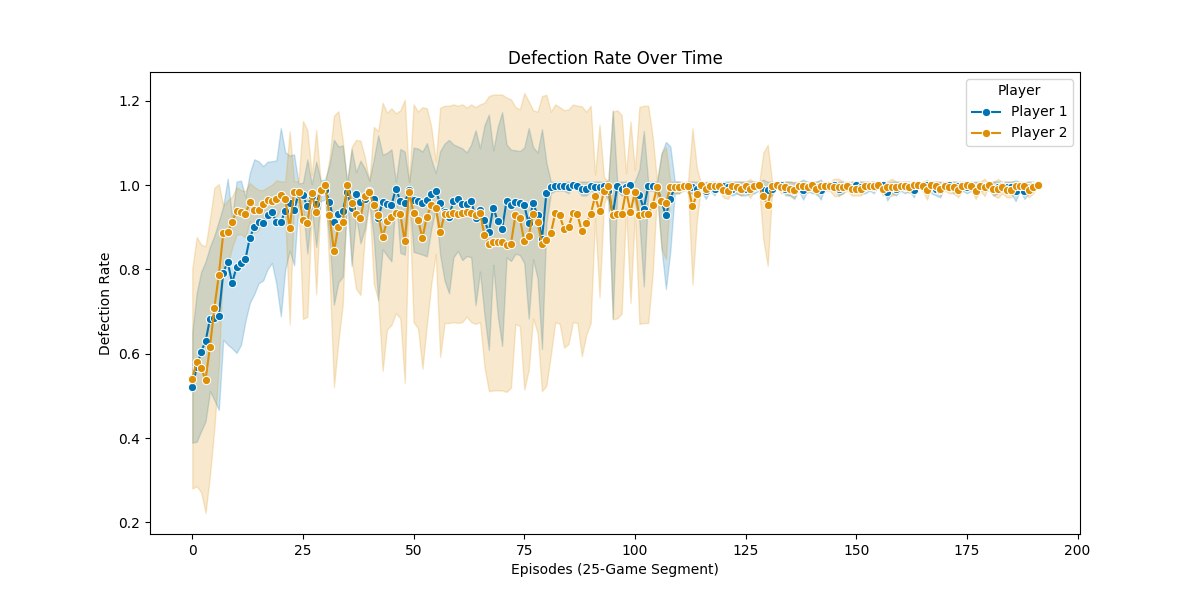 Defection Rate Over Time
Player
Player 1
Player 2
Defection Rate
1.2
1.0
0.8
0.6
0.4
0.2
0
25
50
75
100
125
150
175
200
Episodes (25-Game Segment)